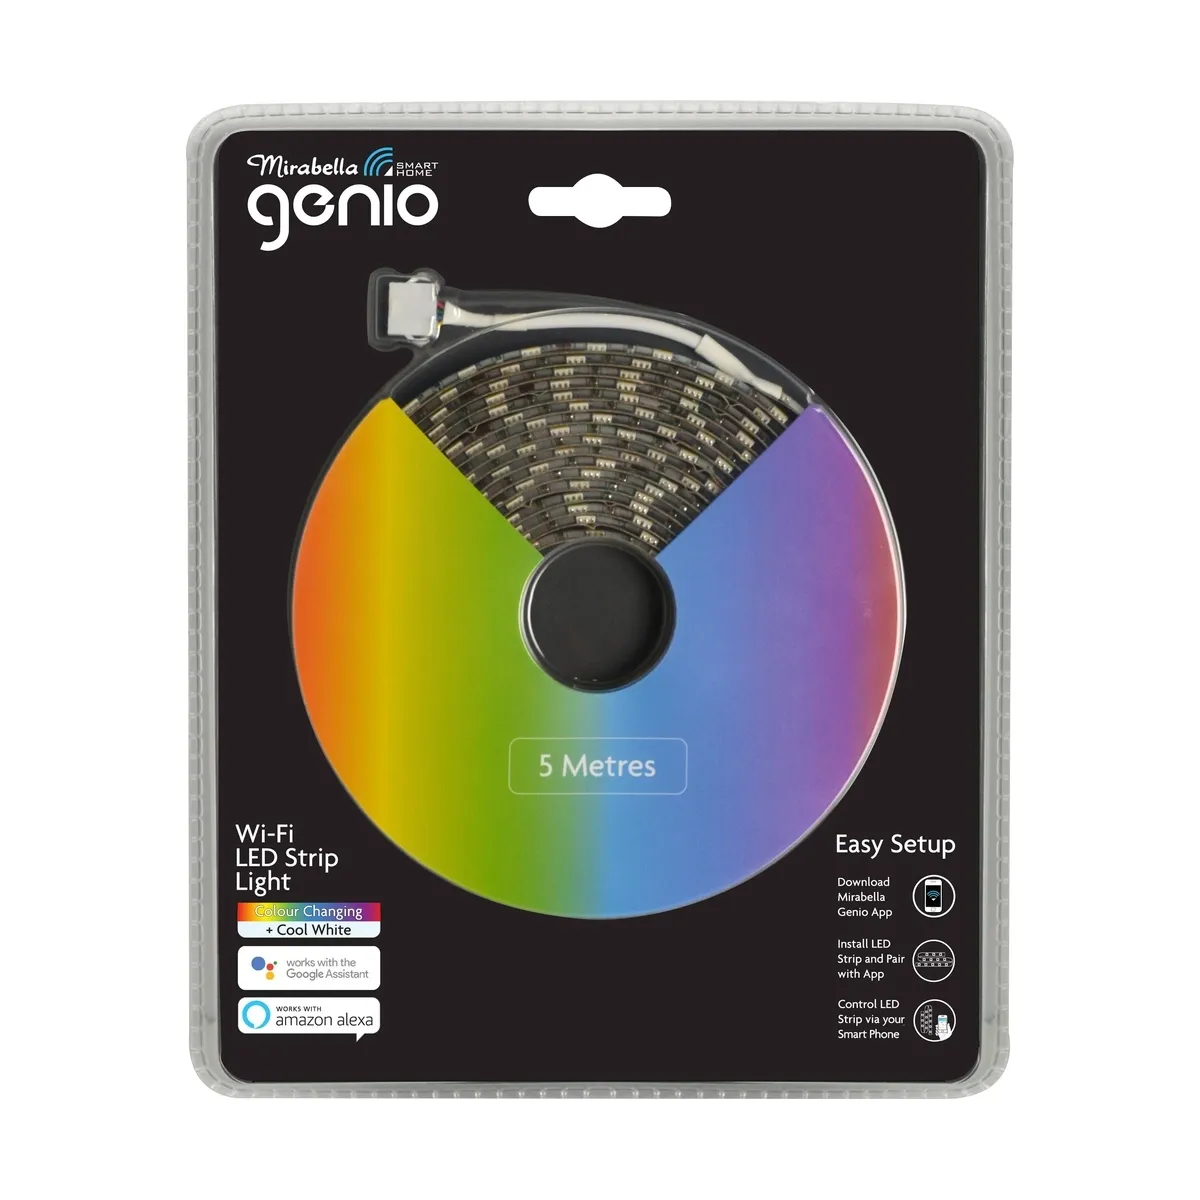 Mirabella
SMART
HOME
genio
5 Metres
Wi-Fi
LED Strip
Light
Colour Changing
+ Cool White
works with the
Google Assistant
WORKS WITH
amazon alexa
Easy Setup
Download
Mirabella
Genio App
Install LED
Strip and Pair
with App
Control LED
Strip via your
Smart Phone